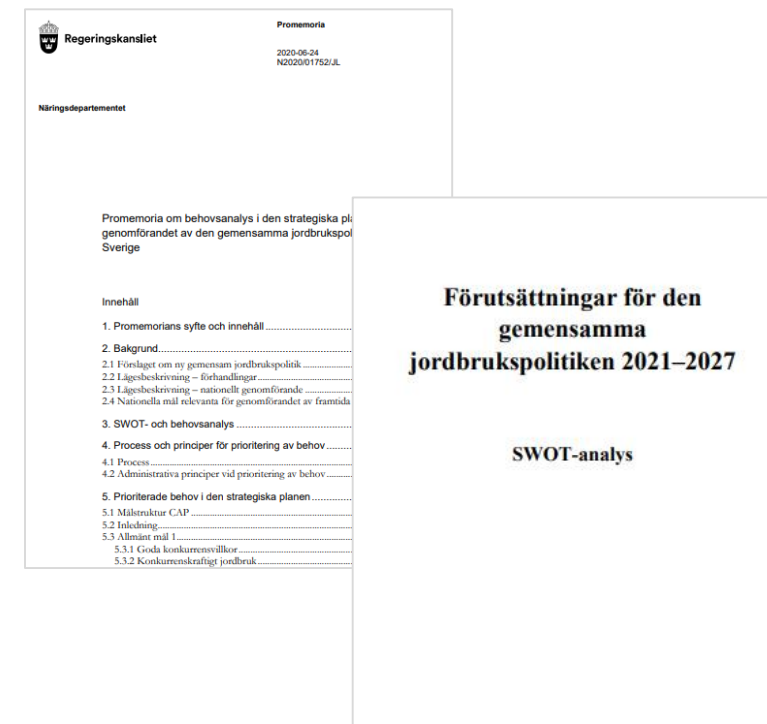 Regeringskansliet
Promemoria
2020-06-24
N2020/01752/JL
Näringsdepartementet
Promemoria om behovsanalys i den strategiska
genomförandet av den gemensamma
Sverige
Innehåll
1. Promemorians syfte och innehåll
2. Bakgrund
2.1 Förslaget om ny gemensam jordbrukspolitik
2.2 Lägesbeskrivning – förhandlingar
2.3 Lägesbeskrivning – nationellt genomförande
2.4 Nationella mål relevanta för genomförandet av framtida
3. SWOT- och behovsanalys
4. Process och principer för prioritering av behov
4.1 Process
4.2 Administrativa principer vid prioritering av behov
5. Prioriterade behov i den strategiska planen
5.1 Målstruktur CAP
5.2 Inledning
5.3 Allmänt mål 1
5.3.1 Goda konkurrensvillkor
5.3.2 Konkurrenskraftigt jordbruk
Förutsättningar för den
gemensamma
jordbrukspolitiken 2021–2027
SWOT-analys